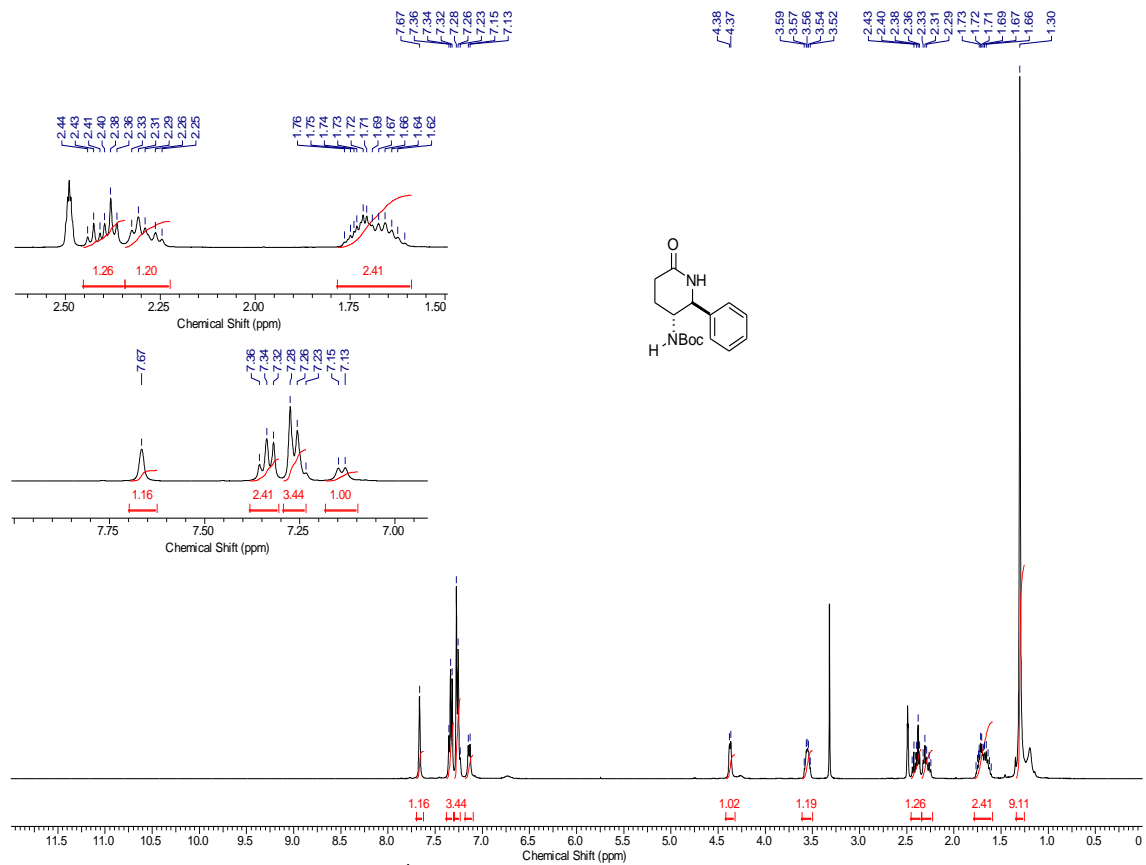 7.67 7.36 7.34 7.32 7.28 7.26 7.23 7.15 7.13 4.38 4.37 3.59 3.57 3.56 3.54 3.52 2.43 2.40 2.38 2.36 2.33 2.31 2.29 1.73 1.72 1.71 1.69 1.67 1.66 1.30
2.44 2.43 2.41 2.40 2.38 2.36 2.33 2.31 2.29 2.26 2.25 1.76 1.75 1.74 1.73 1.72 1.71 1.69 1.67 1.66 1.64 1.62
1.26 1.20 2.41
2.50 2.25 2.00 1.75 1.50
Chemical Shift (ppm)
O
NH
NBoc
H
7.67 7.36 7.34 7.32 7.28 7.26 7.23 7.15 7.13
1.16 2.41 3.44 1.00
7.75 7.50 7.25 7.00
Chemical Shift (ppm)
1.16 3.44 1.02 1.19 1.26 2.41 9.11
11.5 11.0 10.5 10.0 9.5 9.0 8.5 8.0 7.5 7.0 6.5 6.0 5.5 5.0 4.5 4.0 3.5 3.0 2.5 2.0 1.5 1.0 0.5 0
Chemical Shift (ppm)